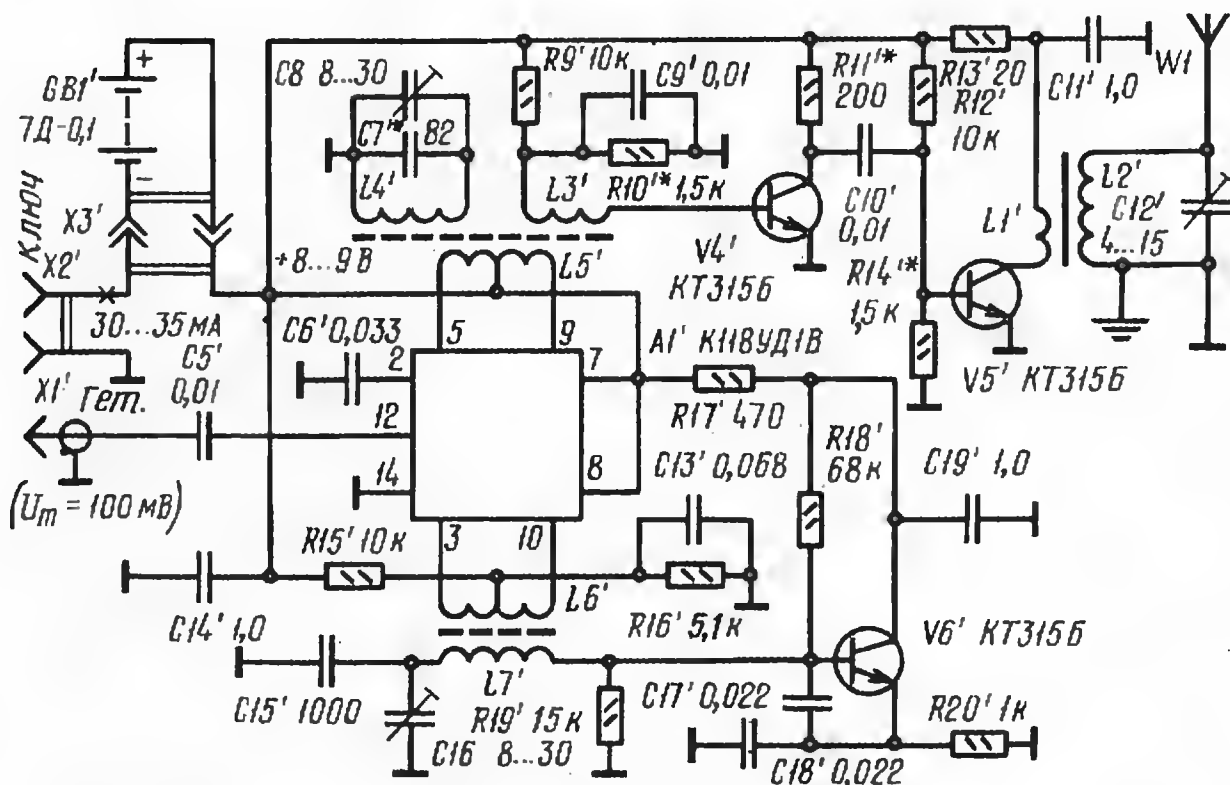 GB1'
7Д-0,1
+
-
Ключ
X3'
X2'
30...35 мА
X1'
Гет.
(Um = 100 мВ)
+8...9 В
C8 8...30
C7'* 82
L4'
R9' 10к
C9' 0,01
L3'
R10'* 1,5к
R11'*
200
V4'
КТ315Б
C10'
0,01
R13' 20
R12'
10к
C11' 1,0
W1
L1'
L2'
C12'
4...15
R14'*
1,5к
V5' КТ315Б
L5'
5
9
C6' 0,033
2
7
C5'
0,01
12
14
8
3
10
A1' К118УД1В
R17' 470
R18'
68к
C13' 0,068
C19' 1,0
R15' 10к
L6'
R16' 5,1к
C14' 1,0
V6' КТ315Б
C15' 1000
L7'
R19' 15к
C16 8...30
C17' 0,022
C18' 0,022
R20' 1к